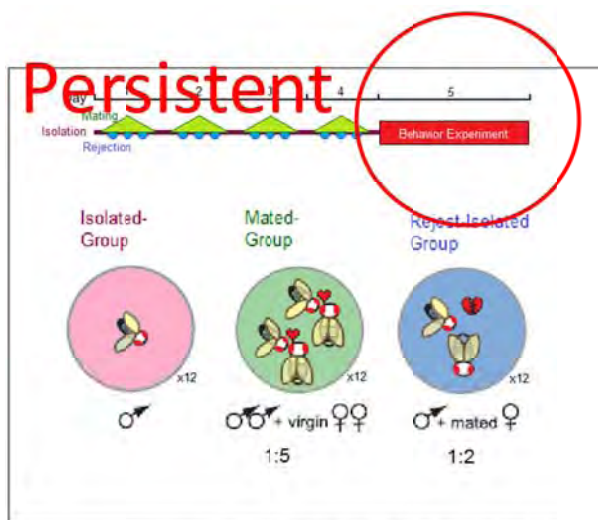 Persistent
Day 2 3 4 5
Mating
Isolation
Behavior Experiment
Rejection
Isolated-
Group
Mated-
Group
Reject-Isolated
Group
x12
x12
x12
♂
♂♂+ virgin ♀♀
♂+ mated ♀
1:5
1:2